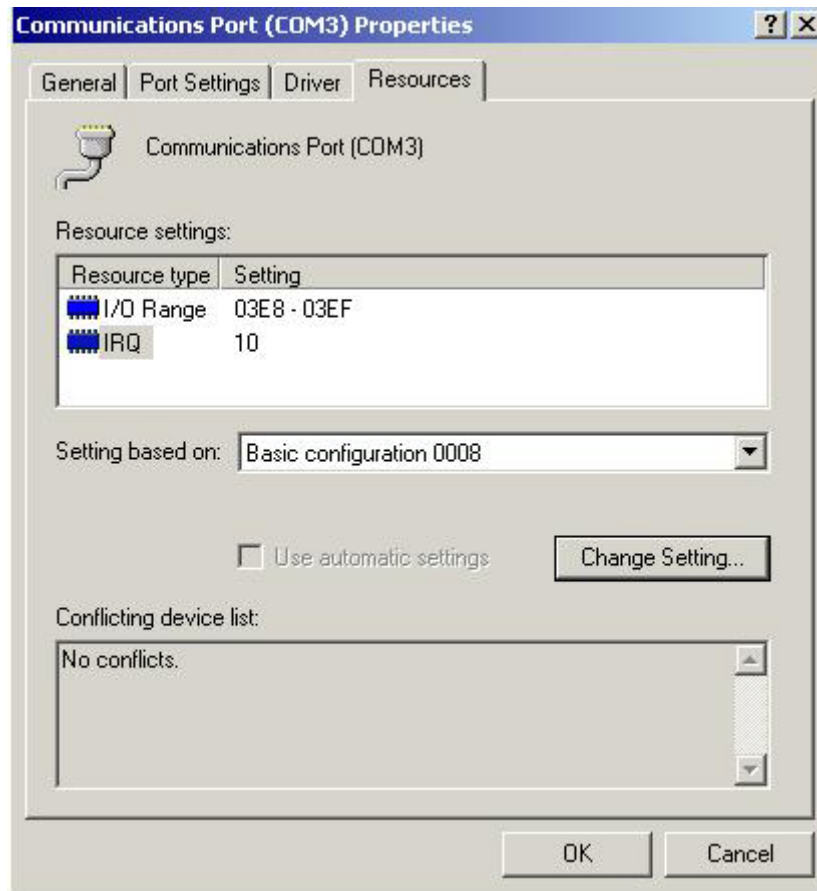 Communications Port (COM3) Properties
General Port Settings Driver Resources
Communications Port (COM3)
Resource settings:
Resource type Setting
I/O Range 03E8 - 03EF
IRQ 10
Setting based on: Basic configuration 0008
Use automatic settings Change Setting...
Conflicting device list:
No conflicts.
OK Cancel